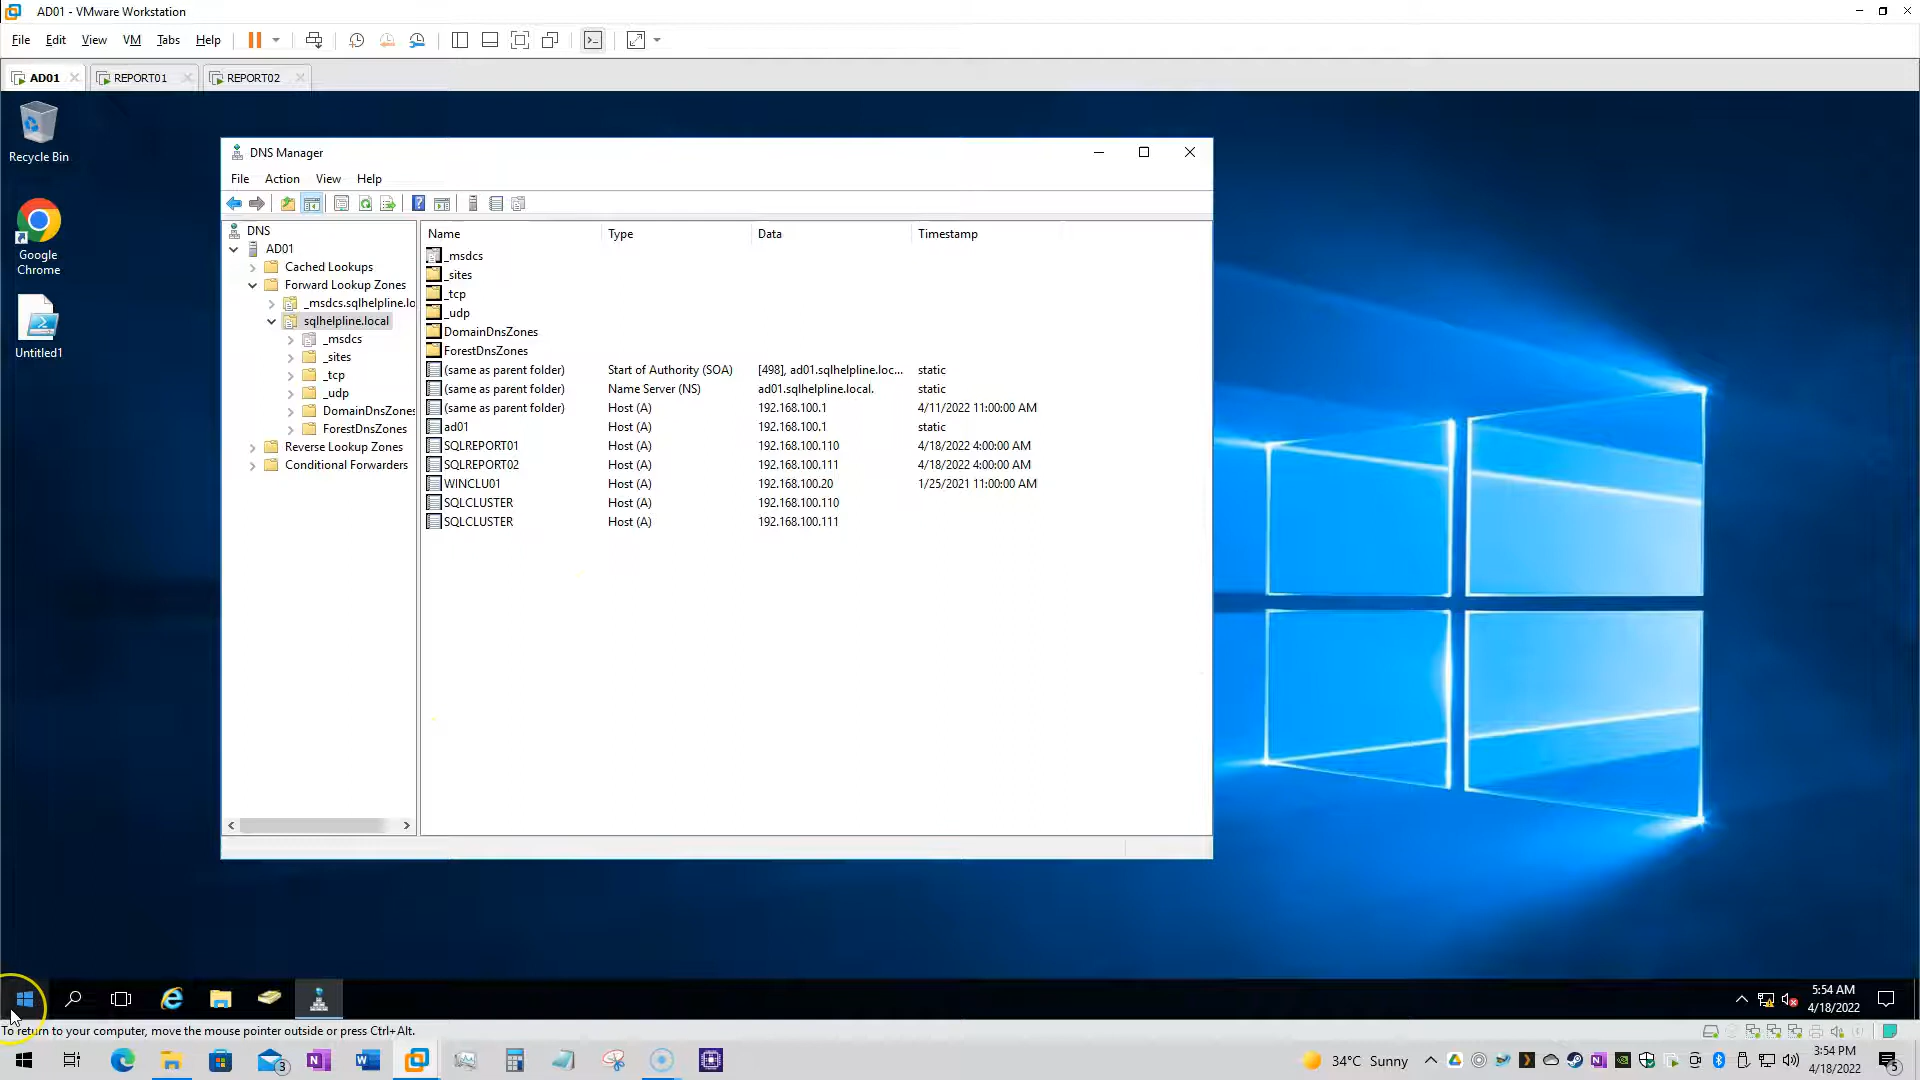 AD01 - VMware Workstation
File Edit View VM Tabs Help
AD01 REPORT01 REPORT02
Recycle Bin
Google
Chrome
Untitled1
DNS Manager
File Action View Help
DNS
AD01
Cached Lookups
Forward Lookup Zones
_msdcs.sqlhelpline.lo
sqlhelpline.local
_msdcs
_sites
_tcp
_udp
DomainDnsZones
ForestDnsZones
Reverse Lookup Zones
Conditional Forwarders
Name Type Data Timestamp
_msdcs
_sites
_tcp
_udp
DomainDnsZones
ForestDnsZones
(same as parent folder) Start of Authority (SOA) [498], ad01.sqlhelpline.loc... static
(same as parent folder) Name Server (NS) ad01.sqlhelpline.local. static
(same as parent folder) Host (A) 192.168.100.1 4/11/2022 11:00:00 AM
ad01 Host (A) 192.168.100.1 static
SQLREPORT01 Host (A) 192.168.100.110 4/18/2022 4:00:00 AM
SQLREPORT02 Host (A) 192.168.100.111 4/18/2022 4:00:00 AM
WINCLU01 Host (A) 192.168.100.20 1/25/2021 11:00:00 AM
SQLCLUSTER Host (A) 192.168.100.110
SQLCLUSTER Host (A) 192.168.100.111
5:54 AM
4/18/2022
To return to your computer, move the mouse pointer outside or press Ctrl+Alt.
3
34°C Sunny
3:54 PM
4/18/2022
5